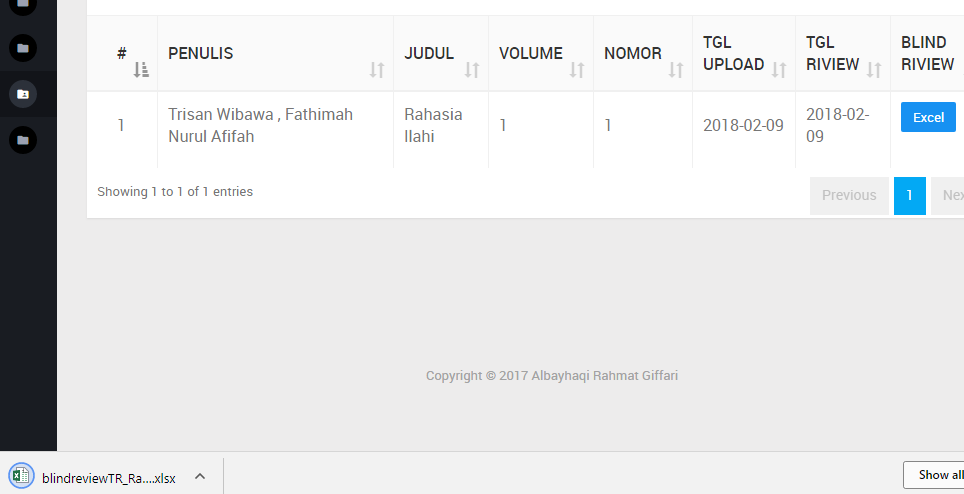 # PENULIS JUDUL VOLUME NOMOR TGL UPLOAD TGL RIVIEW BLIND RIVIEW
1 Trisan Wibawa , Fathimah Nurul Afifah Rahasia Ilahi 1 1 2018-02-09 2018-02-09 Excel
Showing 1 to 1 of 1 entries
Previous 1 Nex
Copyright © 2017 Albayhaqi Rahmat Giffari
blindreviewTR_Ra....xlsx
Show all